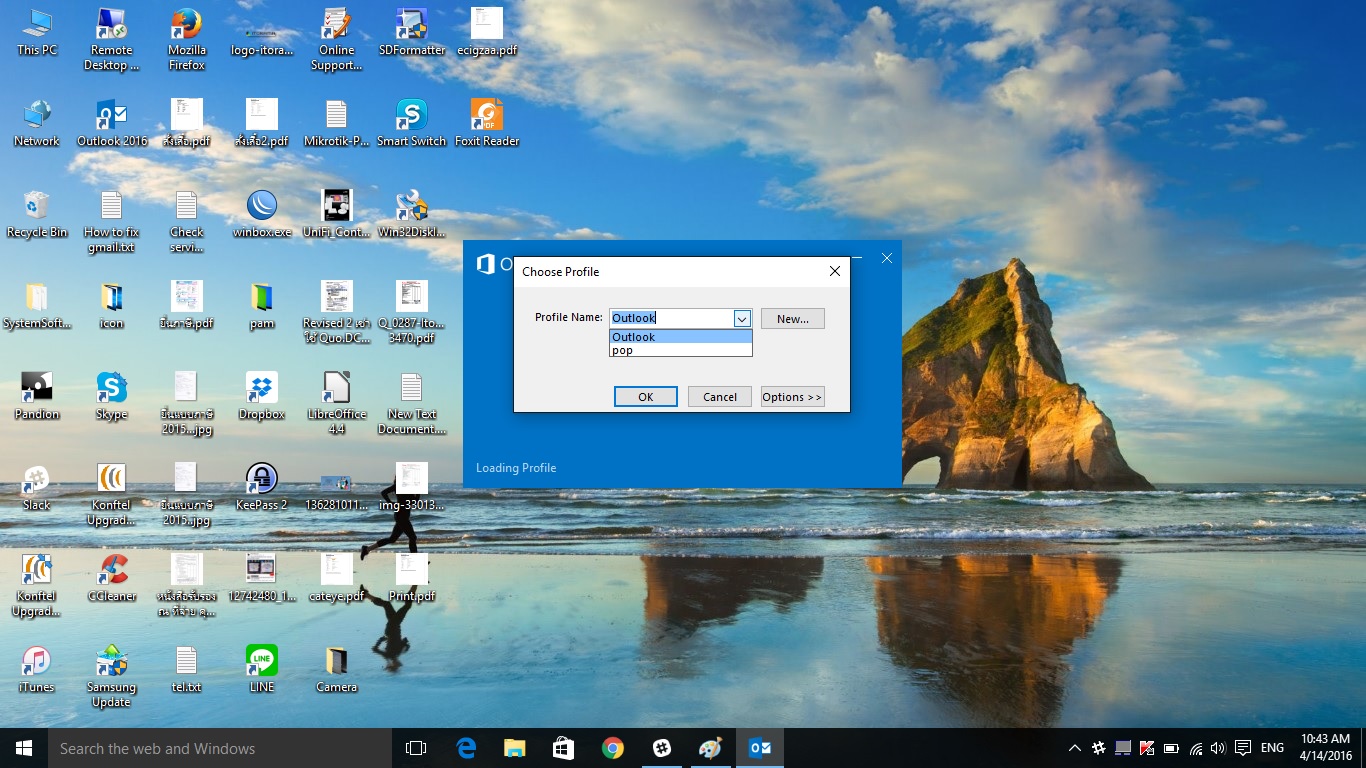 This PC
Remote
Desktop ...
Mozilla
Firefox
logo-itora...
Online
Support...
SDFormatter
ecigzaa.pdf
Network
Outlook 2016
สั่งเสื้อ.pdf
สั่งเสื้อ2.pdf
Mikrotik-P...
Smart Switch
Foxit Reader
Recycle Bin
How to fix
gmail.txt
Check
servi...
winbox.exe
UniFi_Cont...
Win32DiskI...
SystemSoft...
icon
ยื่นภาษี.pdf
pam
Revised 2 เช่า
ใช้ Quo.DC...
Q_0287-Ito...
3470.pdf
Pandion
Skype
ยื่นแบบภาษี
2015...jpg
Dropbox
LibreOffice
4.4
New Text
Document....
Slack
Konftel
Upgrad...
ยื่นแบบภาษี
2015..jpg
KeePass 2
136281011...
img-33013...
Konftel
Upgrad...
CCleaner
หนังสือรับรอง
ณ ที่จ่าย คุ...
12742480_1...
cateye.pdf
Print.pdf
iTunes
Samsung
Update
tel.txt
LINE
Camera
Choose Profile
Profile Name:
Outlook
New...
Outlook
pop
OK
Cancel
Options >>
Loading Profile
Search the web and Windows
ENG
10:43 AM
4/14/2016